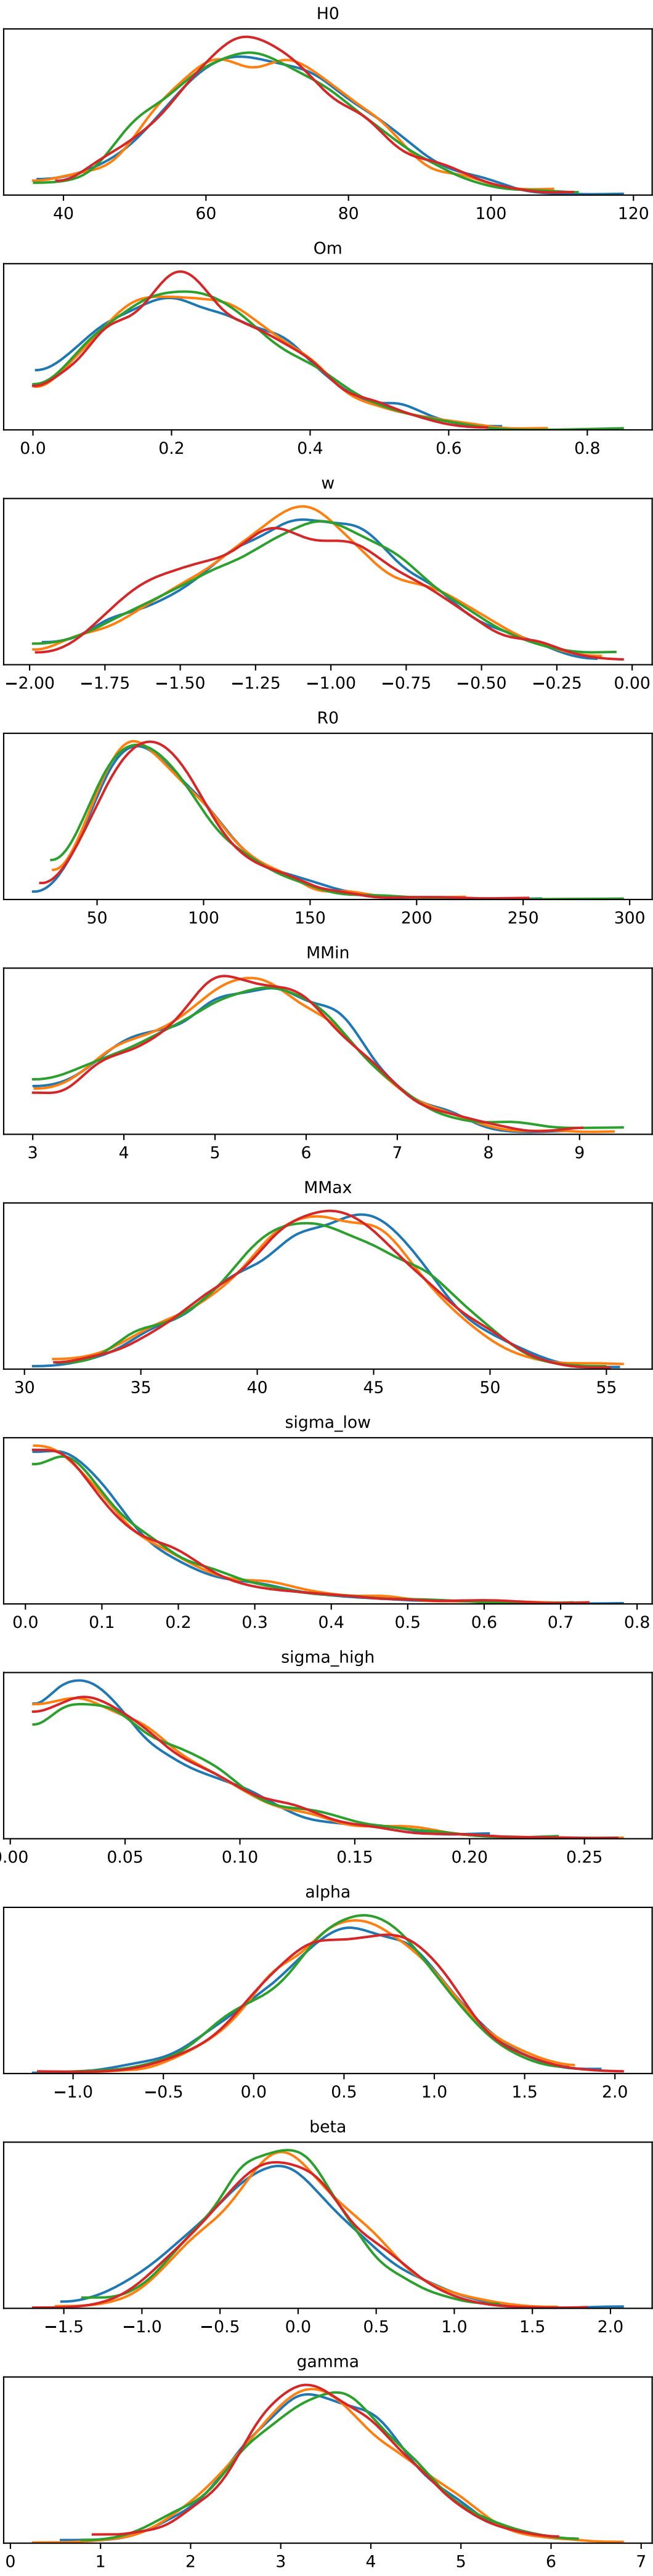 H0
40 60 80 100 120
Om
0.0 0.2 0.4 0.6 0.8
w
−2.00 −1.75 −1.50 −1.25 −1.00 −0.75 −0.50 −0.25 0.00
R0
50 100 150 200 250 300
MMin
3 4 5 6 7 8 9
MMax
30 35 40 45 50 55
sigma_low
0.0 0.1 0.2 0.3 0.4 0.5 0.6 0.7 0.8
sigma_high
.00 0.05 0.10 0.15 0.20 0.25
alpha
−1.0 −0.5 0.0 0.5 1.0 1.5 2.0
beta
−1.5 −1.0 −0.5 0.0 0.5 1.0 1.5 2.0
gamma
0 1 2 3 4 5 6 7